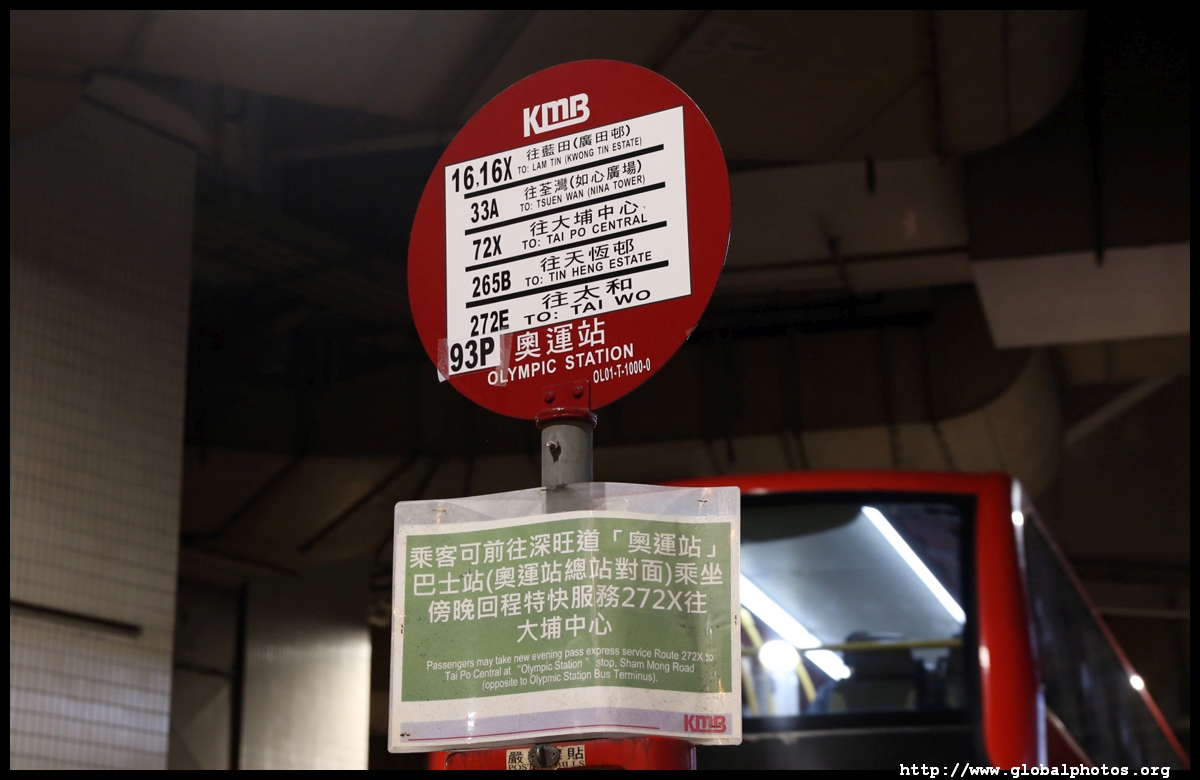 KMB
16,16X 往藍田(廣田邨)
TO: LAM TIN (KWONG TIN ESTATE)
33A 往荃灣(如心廣場)
TO: TSUEN WAN (NINA TOWER)
72X 往大埔中心
TO: TAI PO CENTRAL
265B 往天恆邨
TO: TIN HENG ESTATE
272E 往太和
TO: TAI WO
93P 奧運站
OLYMPIC STATION
OL01-T-1000-0
乘客可前往深旺道「奧運站」
巴士站(奧運站總站對面)乘坐
傍晚回程特快服務272X往
大埔中心
Passengers may take new evening pass express service Route 272X to
Tai Po Central at “Olympic Station ” stop, Sham Mong Road
(opposite to Olypmic Station Bus Terminus).
KMB
嚴 貼
http://www.globalphotos.org